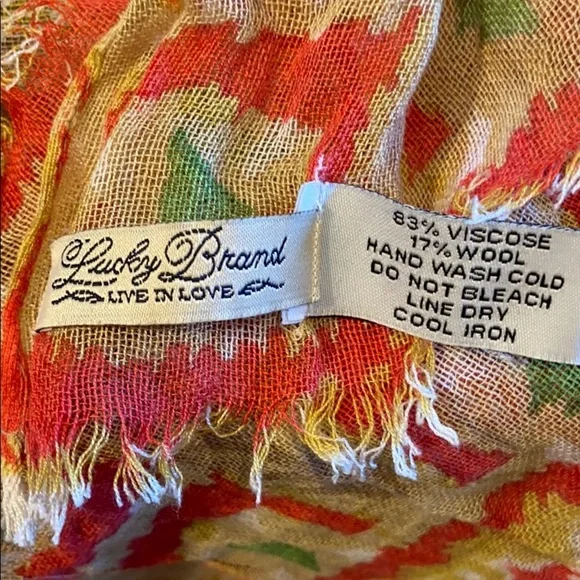 Lucky Brand
LIVE IN LOVE
83% VISCOSE
17% WOOL
HAND WASH COLD
DO NOT BLEACH
LINE DRY
COOL IRON